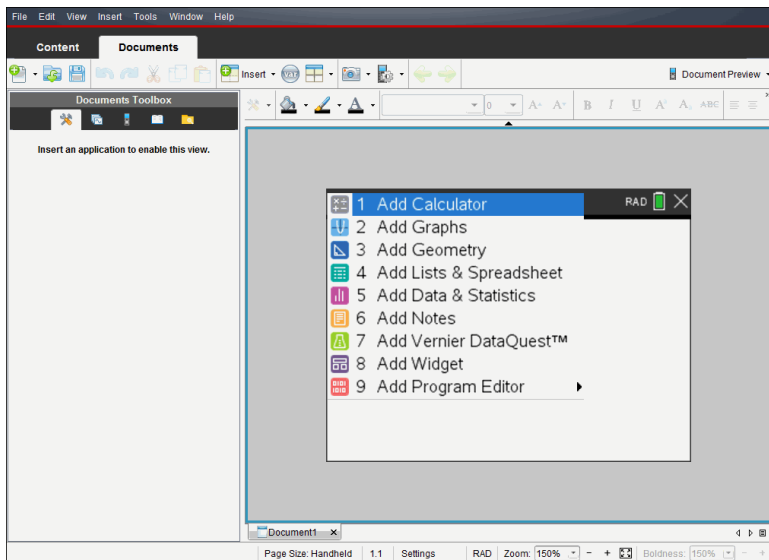 File Edit View Insert Tools Window Help
Content Documents
Insert var Document Preview
Documents Toolbox
0 A+ A- B I U A A ABC
Insert an application to enable this view.
RAD
1 Add Calculator
2 Add Graphs
3 Add Geometry
4 Add Lists & Spreadsheet
5 Add Data & Statistics
6 Add Notes
7 Add Vernier DataQuest™
8 Add Widget
9 Add Program Editor
Document1
Page Size: Handheld 1.1 Settings RAD Zoom: 150% - + Boldness: 150% - +